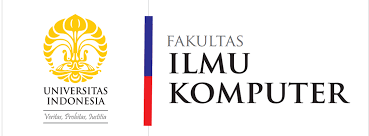 UNIVERSITAS
INDONESIA
Veritas, Probitas, Iustitia
FAKULTAS
ILMU
KOMPUTER